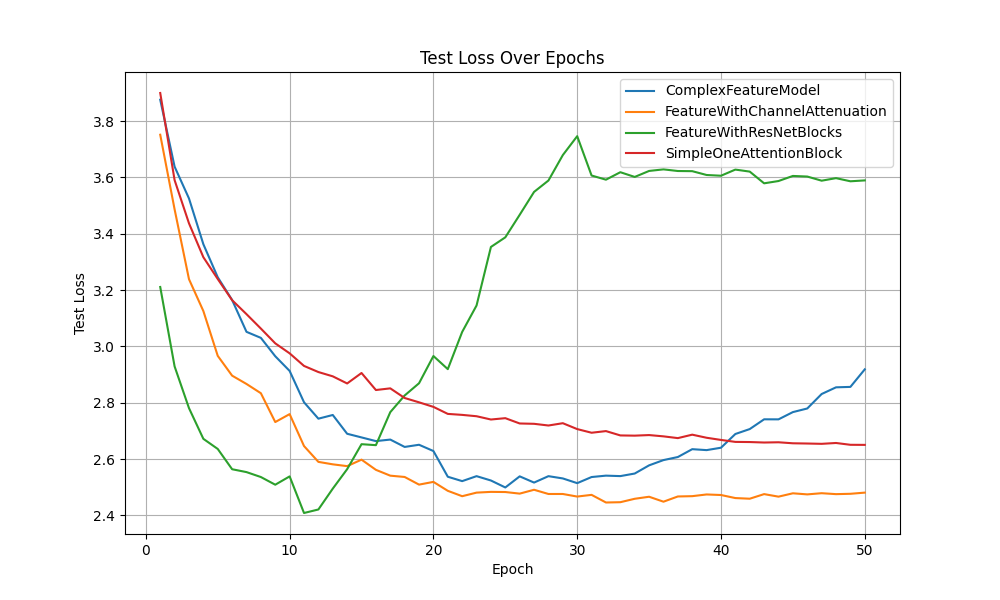 Test Loss Over Epochs
ComplexFeatureModel
FeatureWithChannelAttenuation
FeatureWithResNetBlocks
SimpleOneAttentionBlock
Test Loss
3.8
3.6
3.4
3.2
3.0
2.8
2.6
2.4
0 10 20 30 40 50
Epoch